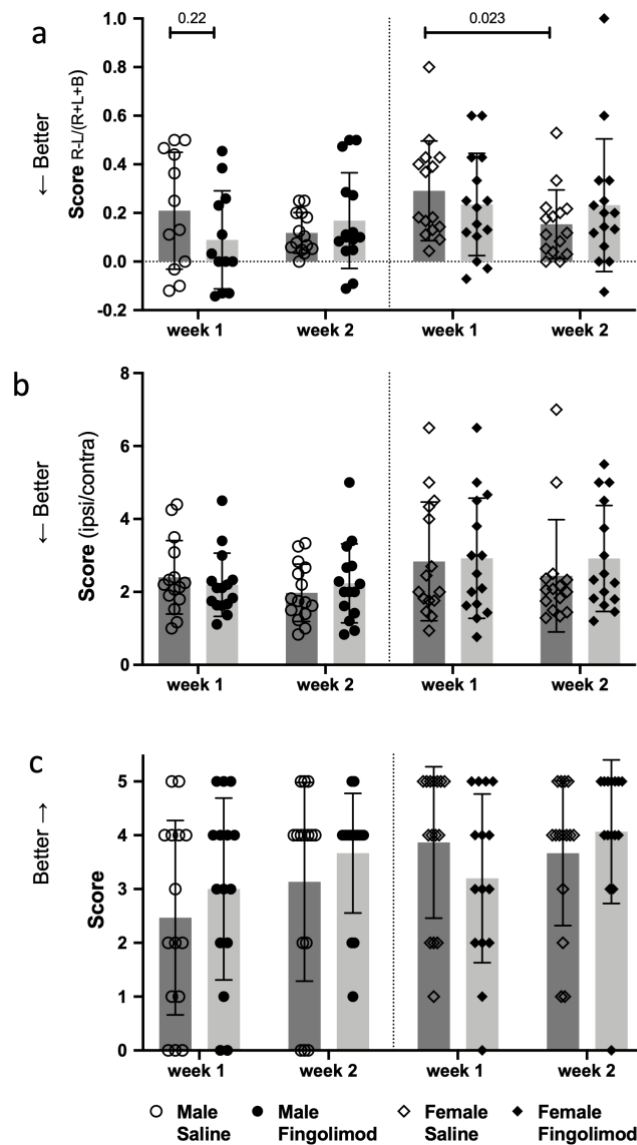 a
← Better
Score R-L/(R+L+B)
1.0
0.8
0.6
0.4
0.2
0.0
-0.2
0.22
0.023
week 1
week 2
week 1
week 2
b
← Better
Score (ipsi/contra)
8
6
4
2
0
week 1
week 2
week 1
week 2
c
Better →
Score
5
4
3
2
1
0
week 1
week 2
week 1
week 2
Male Saline
Male Fingolimod
Female Saline
Female Fingolimod